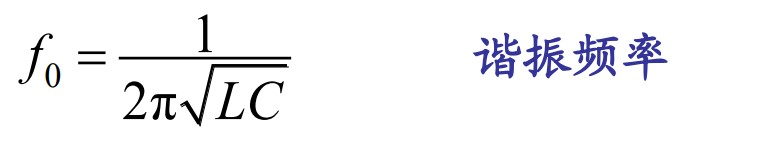 f₀ = 1/(2π√LC) 谐振频率